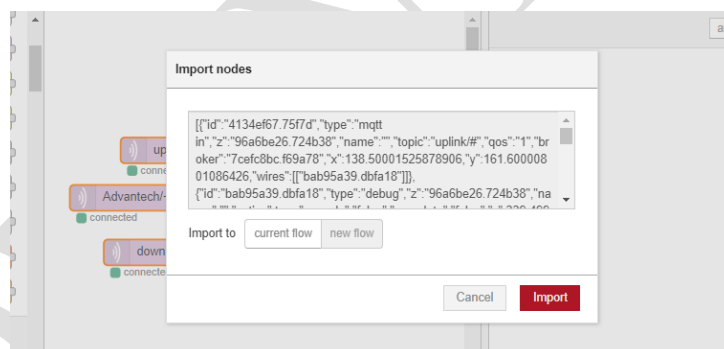 a
Import nodes
[{"id":"4134ef67.75f7d","type":"mqtt
in","z":"96a6be26.724b38","name":"","topic":"uplink/#","qos":"1","br
oker":"7cefc8bc.f69a78","x":138.50001525878906,"y":161.600008
01086426,"wires":[["bab95a39.dbfa18"]]},
{"id":"bab95a39.dbfa18","type":"debug","z":"96a6be26.724b38","na
up
conne
Advantech/
connected
down
connecte
Import to current flow new flow
Cancel Import